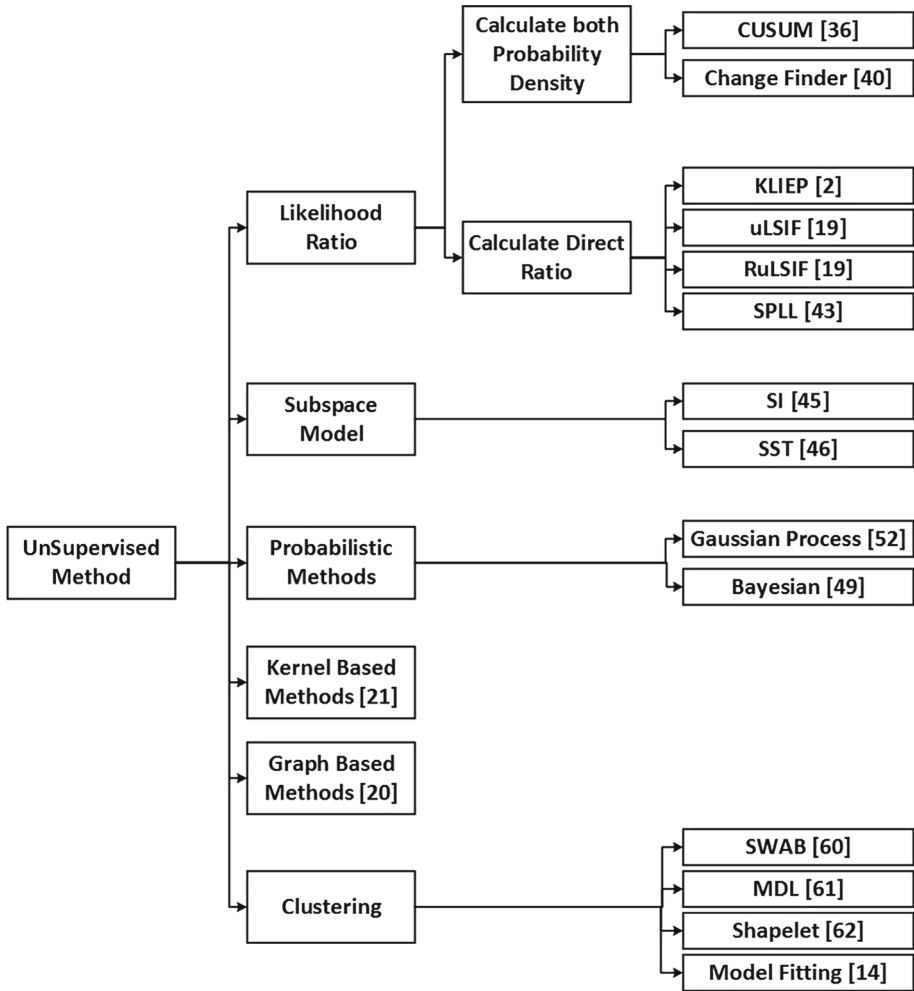 UnSupervised
Method
Likelihood
Ratio
Calculate both
Probability
Density
CUSUM [36]
Change Finder [40]
Calculate Direct
Ratio
KLIEP [2]
uLSIF [19]
RuLSIF [19]
SPLL [43]
Subspace
Model
SI [45]
SST [46]
Probabilistic
Methods
Gaussian Process [52]
Bayesian [49]
Kernel Based
Methods [21]
Graph Based
Methods [20]
Clustering
SWAB [60]
MDL [61]
Shapelet [62]
Model Fitting [14]